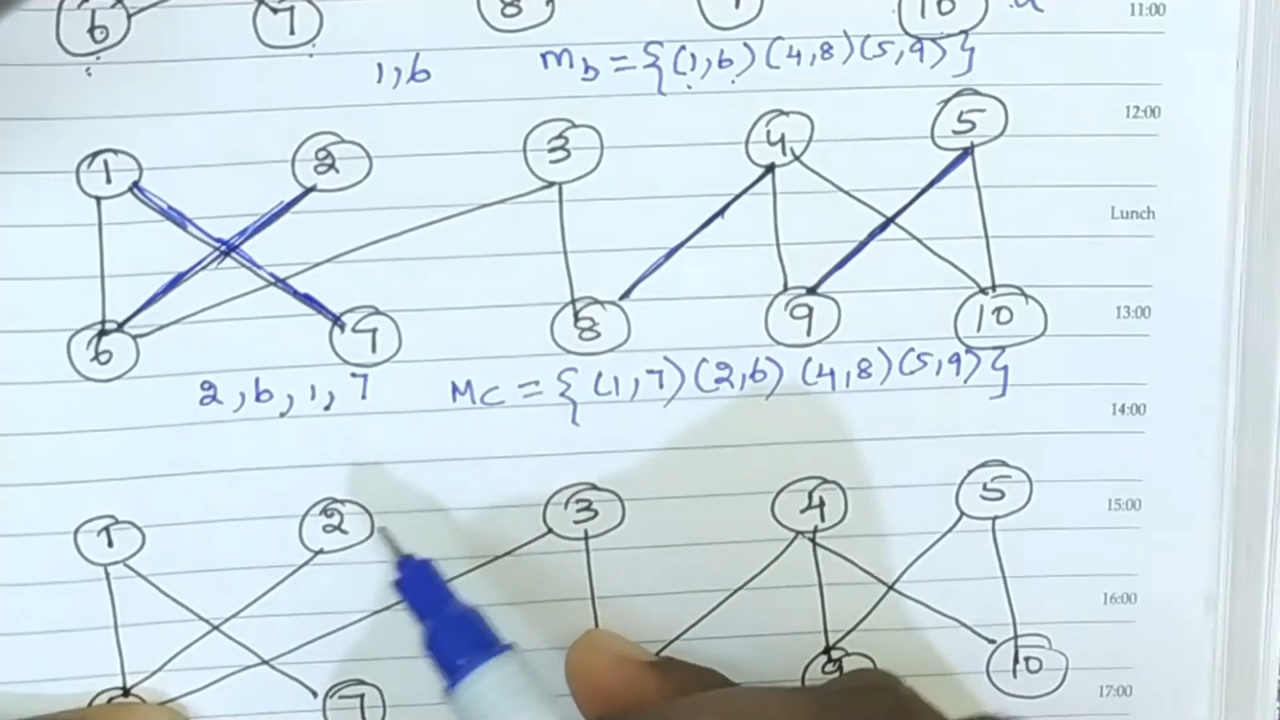 6 7 8 10
11:00
1,6 Mb = {(1,6) (4,8) (5,9)}
12:00
1 2 3 4 5
Lunch
6 7 8 9 10
13:00
2,6,1,7 Mc = {(1,7) (2,6) (4,8) (5,9)}
14:00
1 2 3 4 5
15:00
16:00
7 9 10
17:00